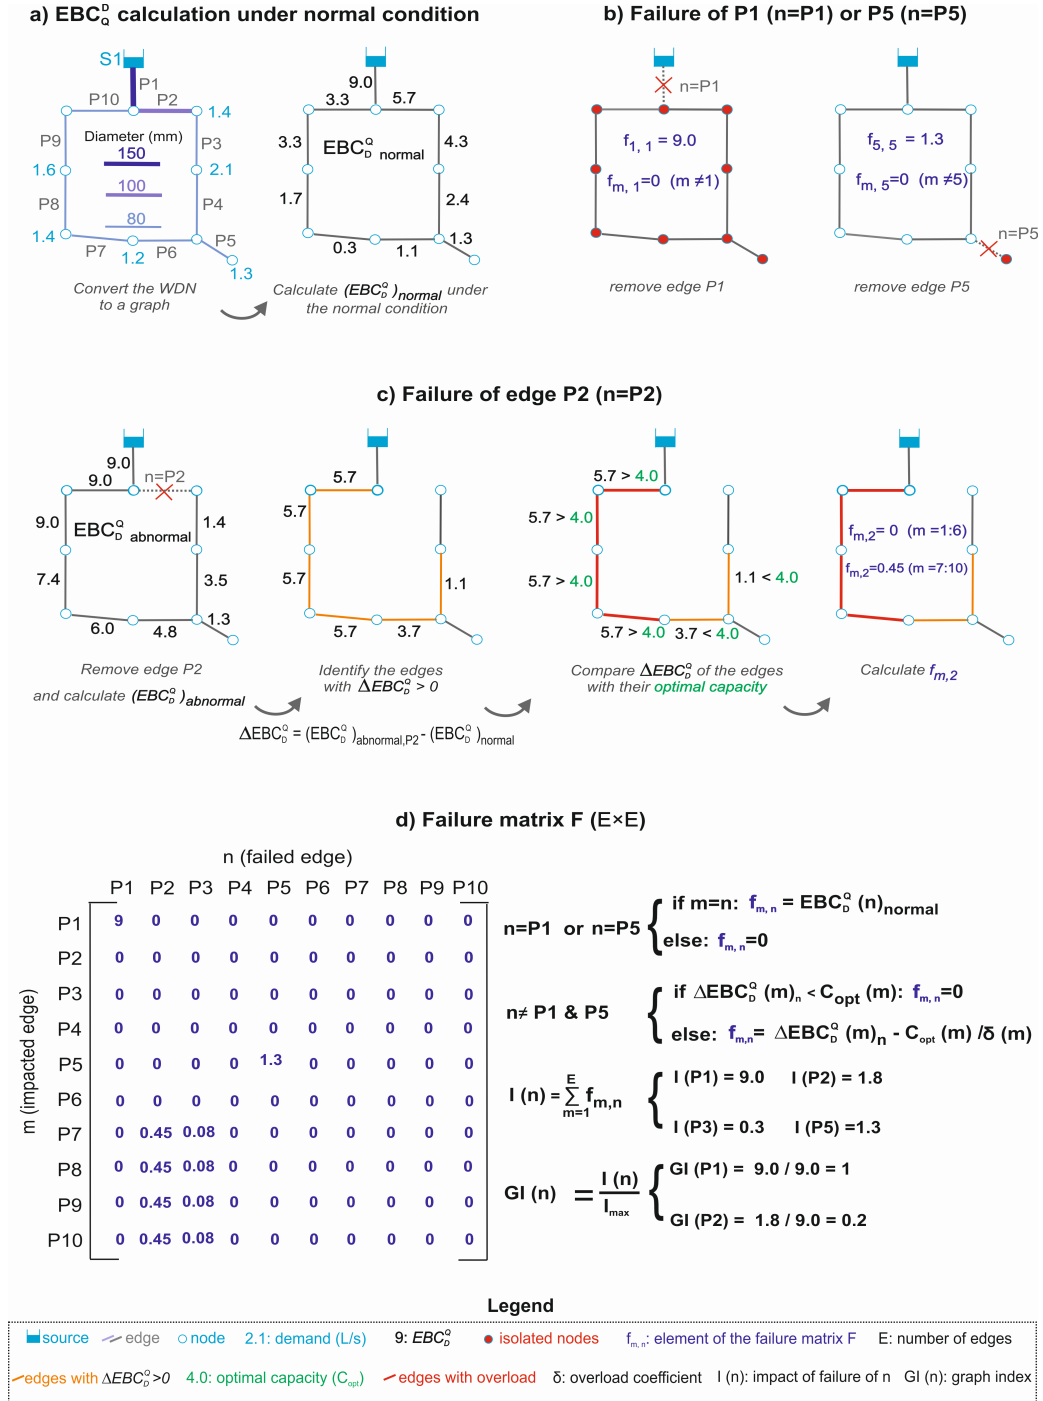 a) EBC D Q calculation under normal condition
b) Failure of P1 (n=P1) or P5 (n=P5)
S1
P1
P10 P2
1.4
P9
Diameter (mm)
P3
150
1.6
2.1
100
P8
P4
80
1.4
P5
P7 P6
1.2
1.3
Convert the WDN
to a graph
9.0
3.3 5.7
3.3
EBC Q D normal
4.3
1.7
2.4
0.3 1.1
1.3
Calculate (EBC Q D )normal under
the normal condition
n=P1
f1, 1 = 9.0
fm, 1=0 (m ≠1)
remove edge P1
f5, 5 = 1.3
fm, 5=0 (m ≠5)
n=P5
remove edge P5
c) Failure of edge P2 (n=P2)
9.0
9.0
n=P2
9.0
EBC Q D abnormal
1.4
7.4
3.5
6.0 4.8
1.3
Remove edge P2
and calculate (EBC Q D )abnormal
5.7
5.7
5.7
1.1
5.7 3.7
Identify the edges
with ΔEBC Q D > 0
ΔEBC Q D = (EBC Q D )abnormal,P2 - (EBC Q D )normal
5.7 > 4.0
5.7 > 4.0
5.7 > 4.0
1.1 < 4.0
5.7 > 4.0 3.7 < 4.0
Compare ΔEBC Q D of the edges
with their optimal capacity
fm,2= 0 (m =1:6)
fm,2=0.45 (m =7:10)
Calculate fm,2
d) Failure matrix F (E×E)
n (failed edge)
P1 P2 P3 P4 P5 P6 P7 P8 P9 P10
m (impacted edge)
P1 9 0 0 0 0 0 0 0 0 0
P2 0 0 0 0 0 0 0 0 0 0
P3 0 0 0 0 0 0 0 0 0 0
P4 0 0 0 0 0 0 0 0 0 0
P5 0 0 0 0 1.3 0 0 0 0 0
P6 0 0 0 0 0 0 0 0 0 0
P7 0 0.45 0.08 0 0 0 0 0 0 0
P8 0 0.45 0.08 0 0 0 0 0 0 0
P9 0 0.45 0.08 0 0 0 0 0 0 0
P10 0 0.45 0.08 0 0 0 0 0 0 0
n=P1 or n=P5
if m=n: fm, n = EBC Q D (n)normal
else: fm, n=0
n≠ P1 & P5
if ΔEBC Q D (m)n < Copt (m): fm, n=0
else: fm,n= ΔEBC Q D (m)n - Copt (m) /δ (m)
I (n) = E Σ m=1 fm,n
I (P1) = 9.0 I (P2) = 1.8
I (P3) = 0.3 I (P5) =1.3
GI (n) = I (n) / Imax
GI (P1) = 9.0 / 9.0 = 1
GI (P2) = 1.8 / 9.0 = 0.2
Legend
source edge node 2.1: demand (L/s) 9: EBC Q D isolated nodes fm, n: element of the failure matrix F E: number of edges
edges with ΔEBC Q D >0 4.0: optimal capacity (Copt) edges with overload δ: overload coefficient I (n): impact of failure of n GI (n): graph index